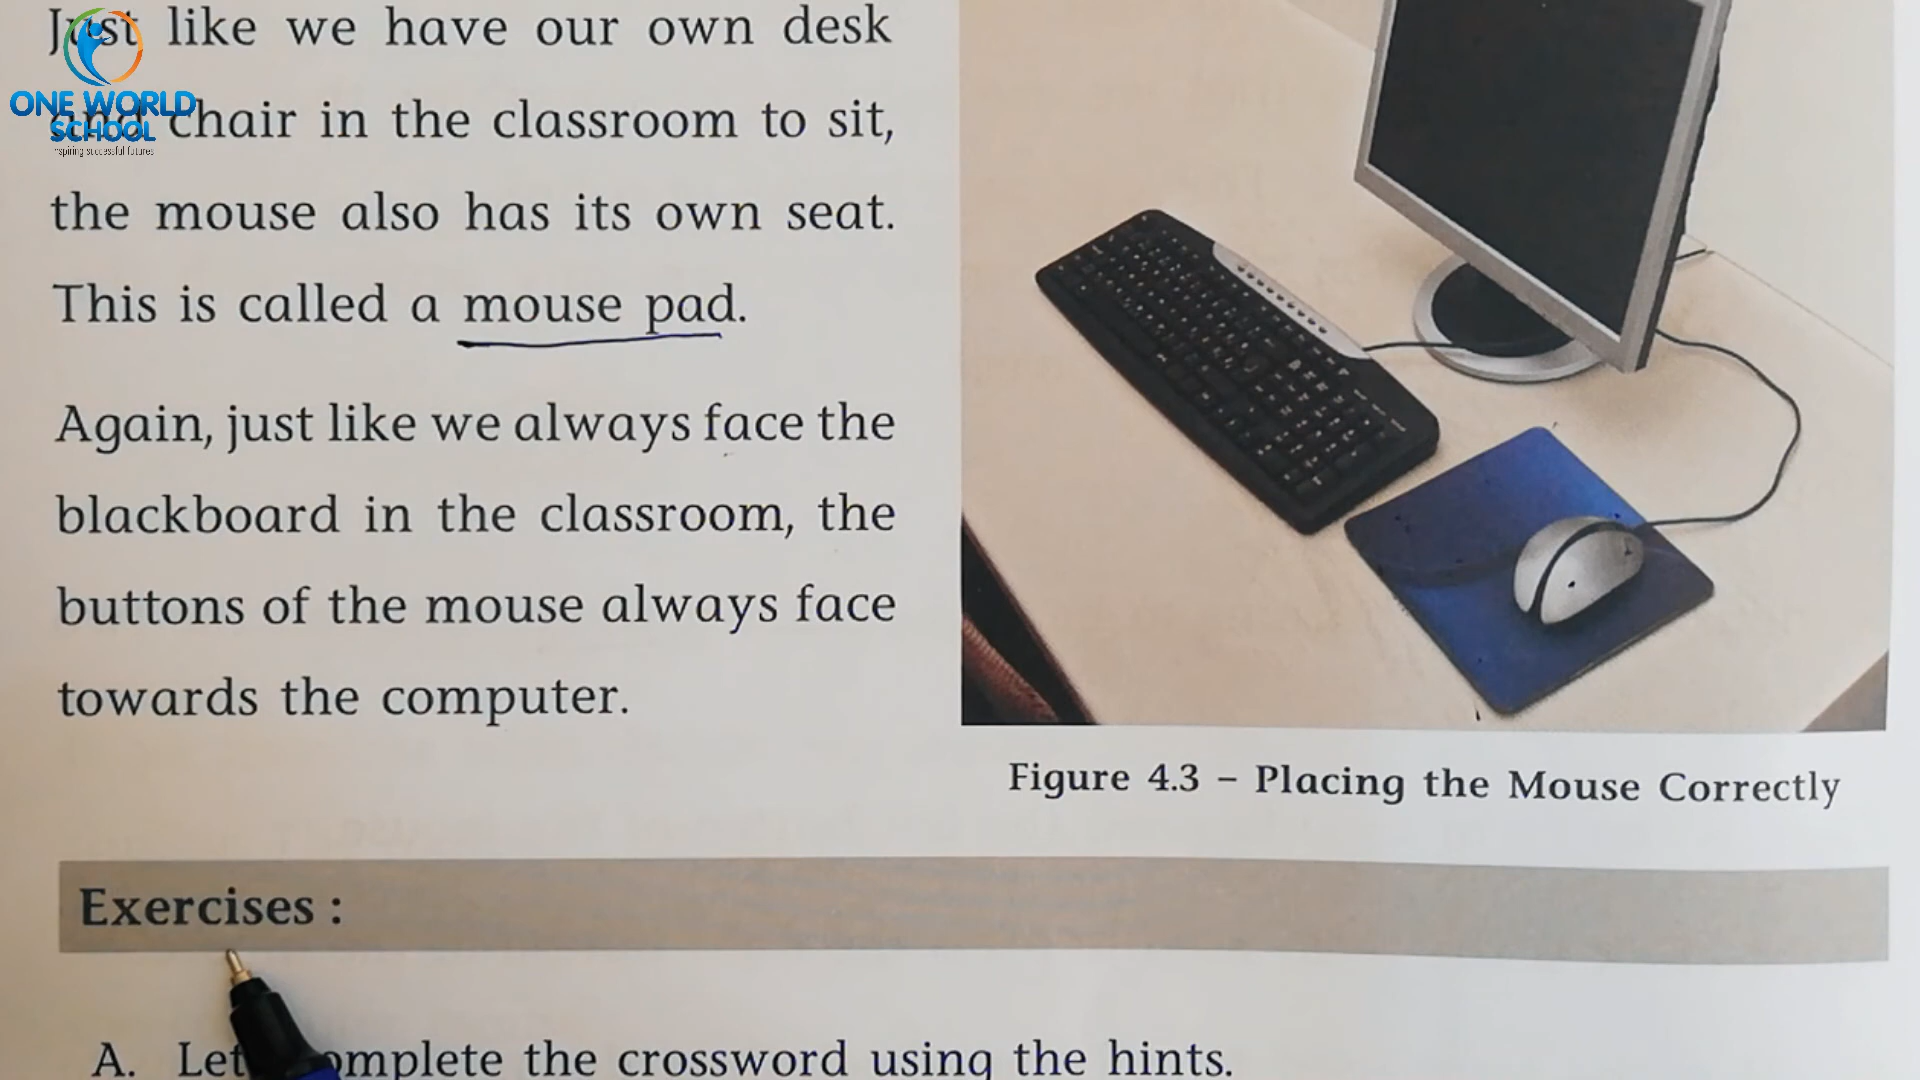 Just like we have our own desk
ONE WORLD
SCHOOL
inspiring successful futures
and chair in the classroom to sit,
the mouse also has its own seat.
This is called a mouse pad.
Again, just like we always face the
blackboard in the classroom, the
buttons of the mouse always face
towards the computer.
Figure 4.3 – Placing the Mouse Correctly
Exercises :
A. Let complete the crossword using the hints.